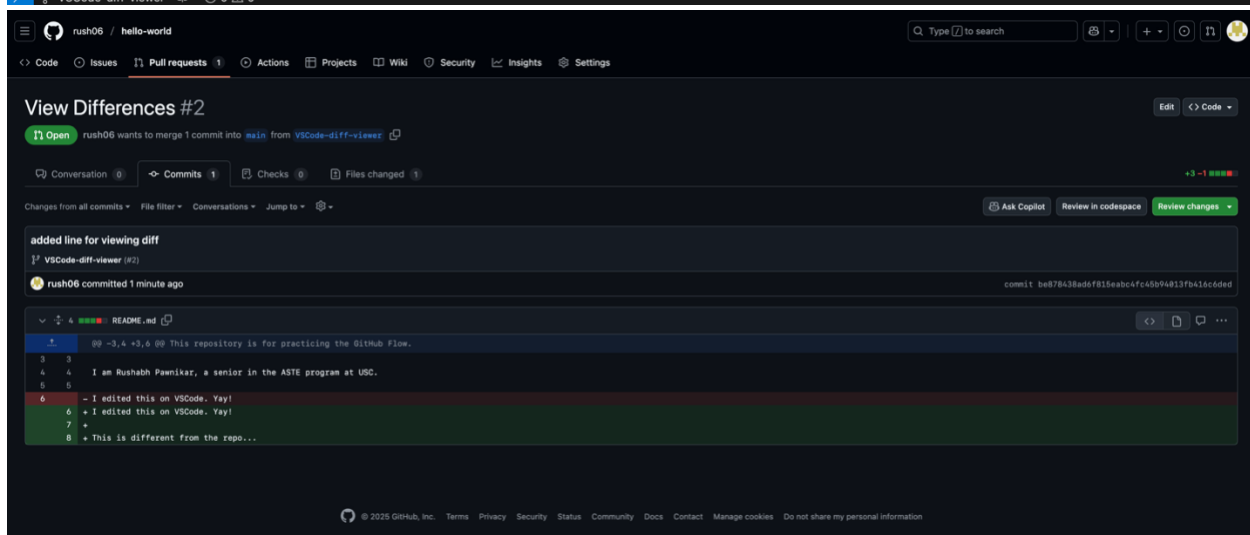 VSCode-diff-viewer
rush06 / hello-world
Type / to search
Code Issues Pull requests 1 Actions Projects Wiki Security Insights Settings
View Differences #2
Edit <> Code
Open rush06 wants to merge 1 commit into main from VSCode-diff-viewer
Conversation 0 Commits 1 Checks 0 Files changed 1
+3 −1
Changes from all commits File filter Conversations Jump to
Ask Copilot Review in codespace Review changes
added line for viewing diff
VSCode-diff-viewer (#2)
rush06 committed 1 minute ago
commit be878438ad6f815eabc4fc45b94013fb416c6ded
4 README.md
@@ -3,4 +3,6 @@ This repository is for practicing the GitHub Flow.
3 3
4 4 I am Rushabh Pawnikar, a senior in the ASTE program at USC.
5 5
6 - I edited this on VSCode. Yay!
6 + I edited this on VSCode. Yay!
7 +
8 + This is different from the repo...
© 2025 GitHub, Inc. Terms Privacy Security Status Community Docs Contact Manage cookies Do not share my personal information